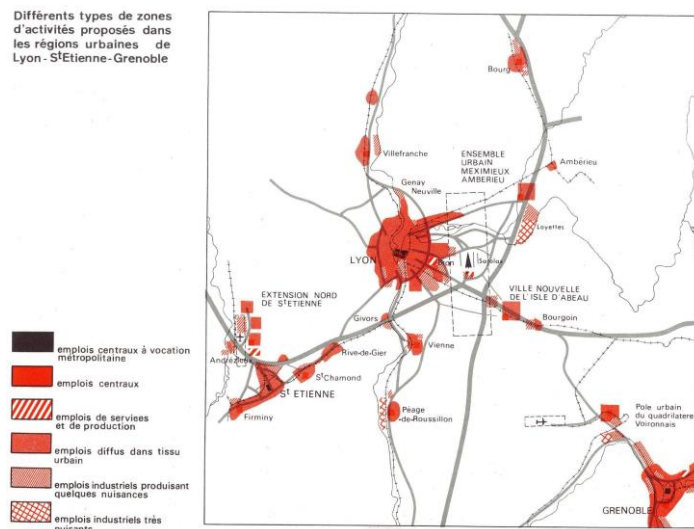 Différents types de zones
d'activités proposés dans
les régions urbaines de
Lyon-StEtienne-Grenoble
Bourg
Villefranche
ENSEMBLE
URBAIN
MEXIMIEUX
AMBERIEU
Ambérieu
Genay
Neuville
Loyettes
LYON
Bron
Satolas
EXTENSION NORD
DE StETIENNE
VILLE NOUVELLE
DE L'ISLE D'ABEAU
Bourgoin
Givors
Andrézieux
Rive-de-Gier
Vienne
StChamond
St ETIENNE
Firminy
Péage
-de-Roussillon
Pole urbain
du quadrilatere
Voironnais
GRENOBLE
emplois centraux à vocation
métropolitaine
emplois centraux
emplois de services
et de production
emplois diffus dans tissu
urbain
emplois industriels produisant
quelques nuisances
emplois industriels très
nuisants